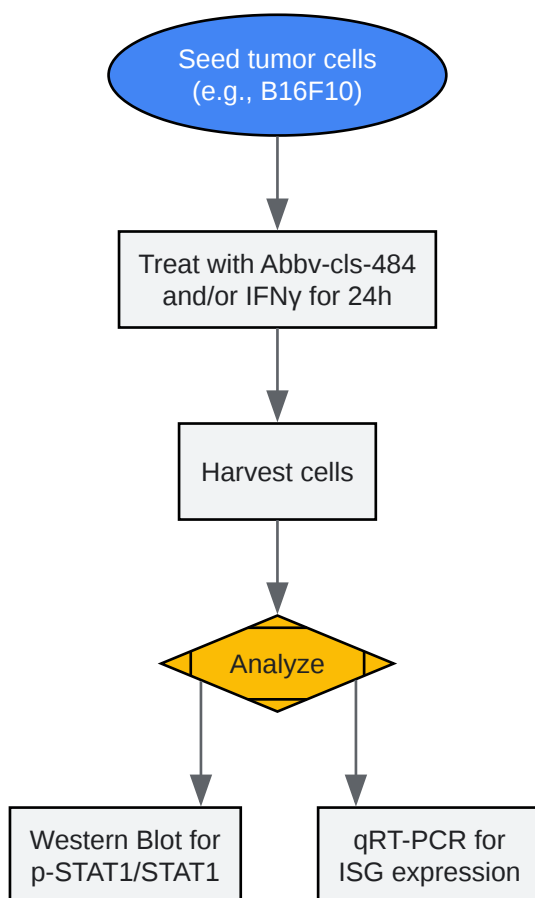 Seed tumor cells
(e.g., B16F10)
Treat with Abbv-cls-484
and/or IFNγ for 24h
Harvest cells
Analyze
Western Blot for
p-STAT1/STAT1
qRT-PCR for
ISG expression